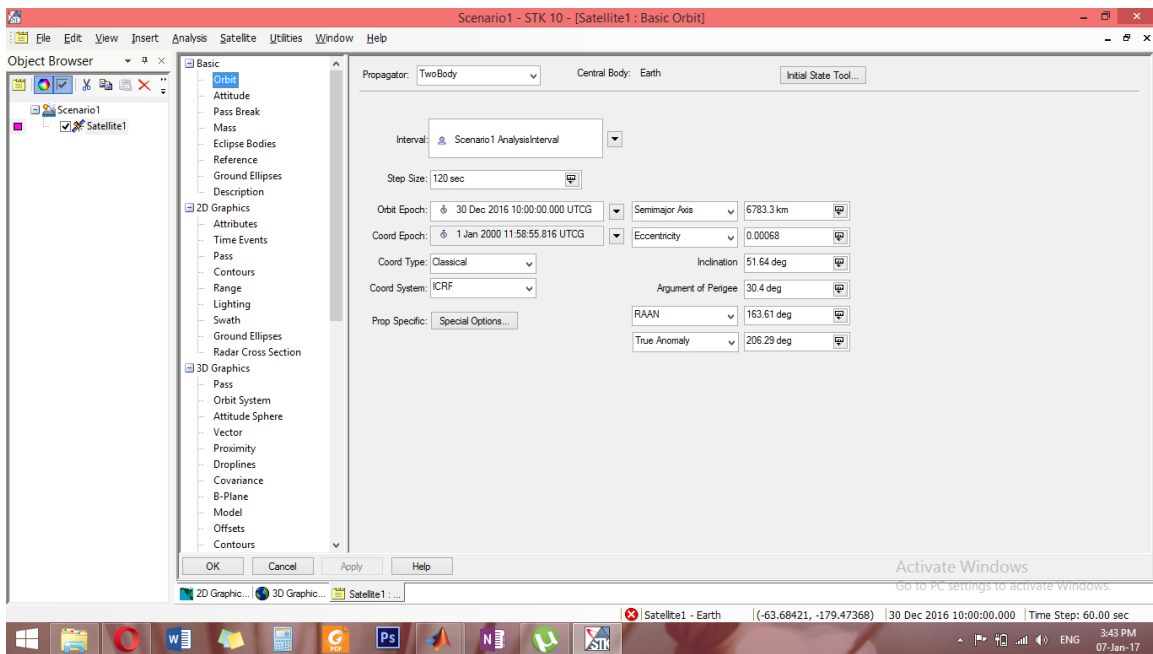 Scenario1 - STK 10 - [Satellite1 : Basic Orbit]
File Edit View Insert Analysis Satellite Utilities Window Help
Object Browser
Scenario1
Satellite1
Basic
Orbit
Attitude
Pass Break
Mass
Eclipse Bodies
Reference
Ground Ellipses
Description
2D Graphics
Attributes
Time Events
Pass
Contours
Range
Lighting
Swath
Ground Ellipses
Radar Cross Section
3D Graphics
Pass
Orbit System
Attitude Sphere
Vector
Proximity
Droplines
Covariance
B-Plane
Model
Offsets
Contours
Propagator: TwoBody Central Body: Earth Initial State Tool...
Interval: Scenario1 AnalysisInterval
Step Size: 120 sec
Orbit Epoch: 30 Dec 2016 10:00:00.000 UTCG Semimajor Axis 6783.3 km
Coord Epoch: 1 Jan 2000 11:58:55.816 UTCG Eccentricity 0.00068
Coord Type: Classical Inclination 51.64 deg
Coord System: ICRF Argument of Perigee 30.4 deg
Prop Specific: Special Options... RAAN 163.61 deg
True Anomaly 206.29 deg
OK Cancel Apply Help
Activate Windows
Go to PC settings to activate Windows.
2D Graphic... 3D Graphic... Satellite1 : ...
Satellite1 - Earth (-63.68421, -179.47368) 30 Dec 2016 10:00:00.000 Time Step: 60.00 sec
PDF Ps N STK ENG 3:43 PM
07-Jan-17